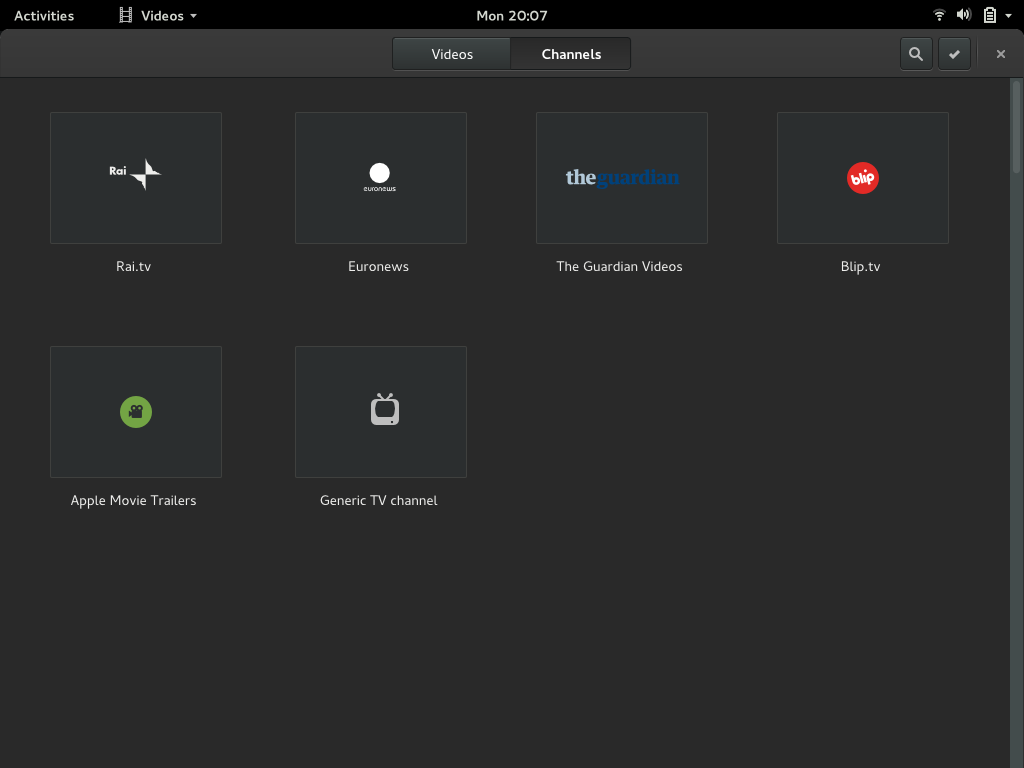 Activities Videos Mon 20:07
Videos Channels
Rai euronews theguardian blip
Rai.tv Euronews The Guardian Videos Blip.tv
Apple Movie Trailers Generic TV channel